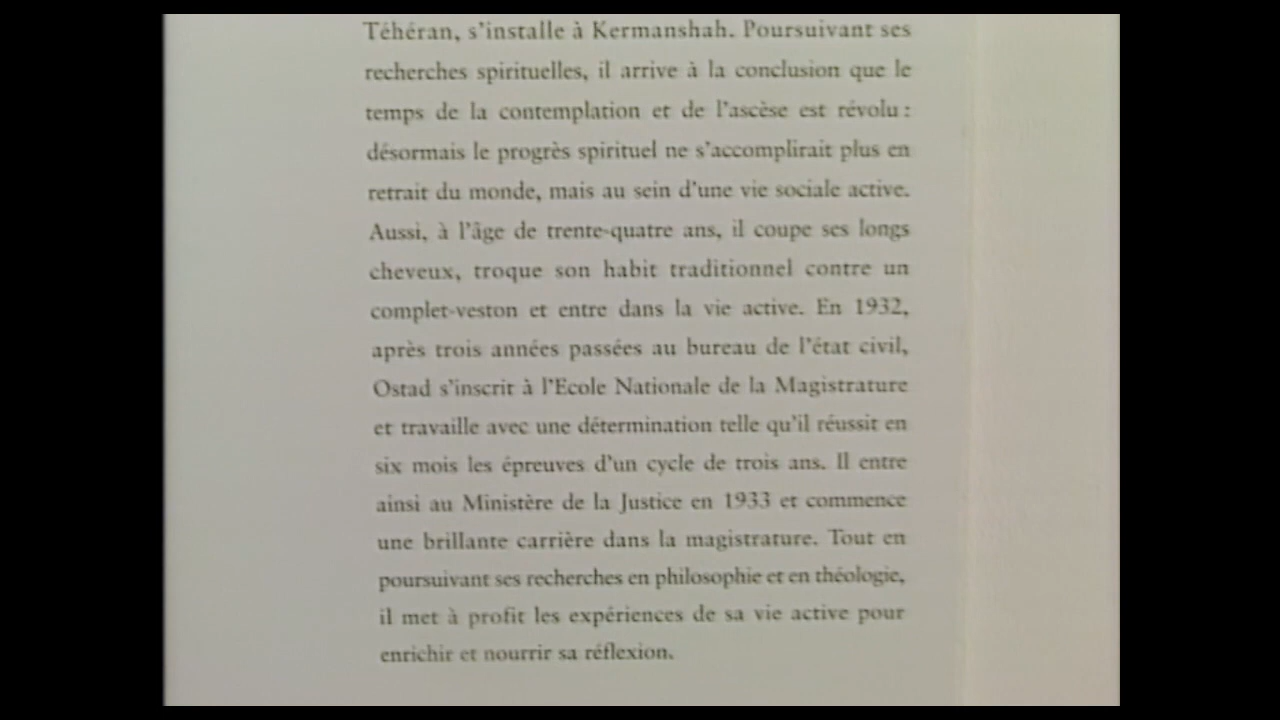 Téhéran, s'installe à Kermanshah. Poursuivant ses
recherches spirituelles, il arrive à la conclusion que le
temps de la contemplation et de l'ascèse est révolu :
désormais le progrès spirituel ne s'accomplirait plus en
retrait du monde, mais au sein d'une vie sociale active.
Aussi, à l'âge de trente-quatre ans, il coupe ses longs
cheveux, troque son habit traditionnel contre un
complet-veston et entre dans la vie active. En 1932,
après trois années passées au bureau de l'état civil,
Ostad s'inscrit à l'Ecole Nationale de la Magistrature
et travaille avec une détermination telle qu'il réussit en
six mois les épreuves d'un cycle de trois ans. Il entre
ainsi au Ministère de la Justice en 1933 et commence
une brillante carrière dans la magistrature. Tout en
poursuivant ses recherches en philosophie et en théologie,
il met à profit les expériences de sa vie active pour
enrichir et nourrir sa réflexion.